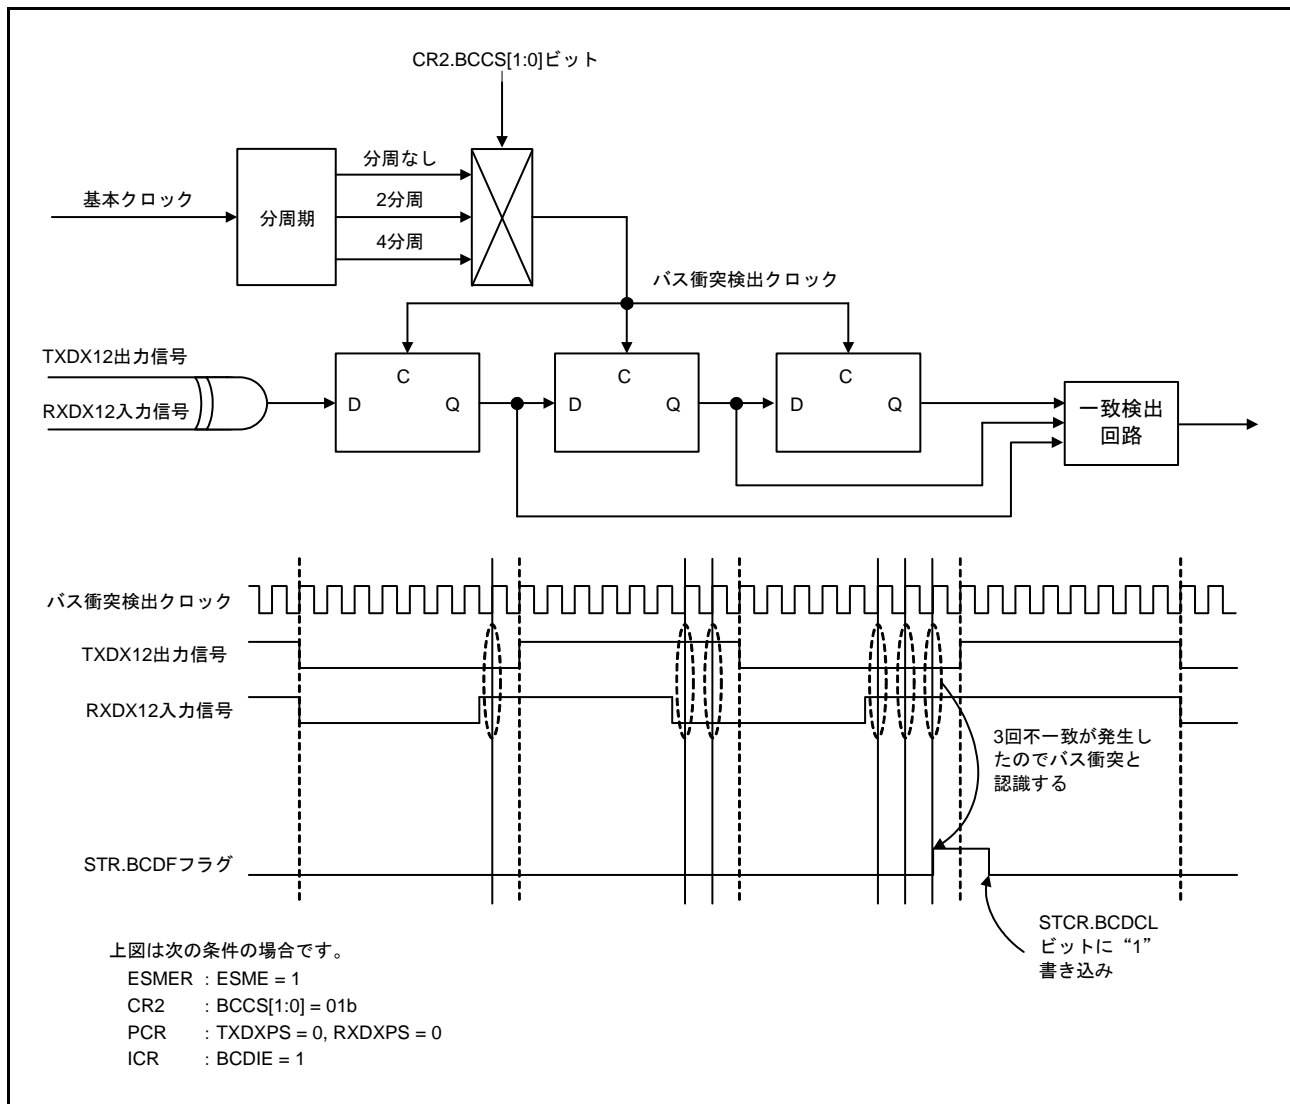 CR2.BCCS[1:0]ビット
分周なし
基本クロック
分周期
2分周
4分周
バス衝突検出クロック
TXDX12出力信号
RXDX12入力信号
C
D
Q
C
D
Q
C
D
Q
一致検出
回路
バス衝突検出クロック
TXDX12出力信号
RXDX12入力信号
3回不一致が発生し
たのでバス衝突と
認識する
STR.BCDFフラグ
STCR.BCDCL
ビットに“1”
書き込み
上図は次の条件の場合です。
ESMER : ESME = 1
CR2 : BCCS[1:0] = 01b
PCR : TXDXPS = 0, RXDXPS = 0
ICR : BCDIE = 1